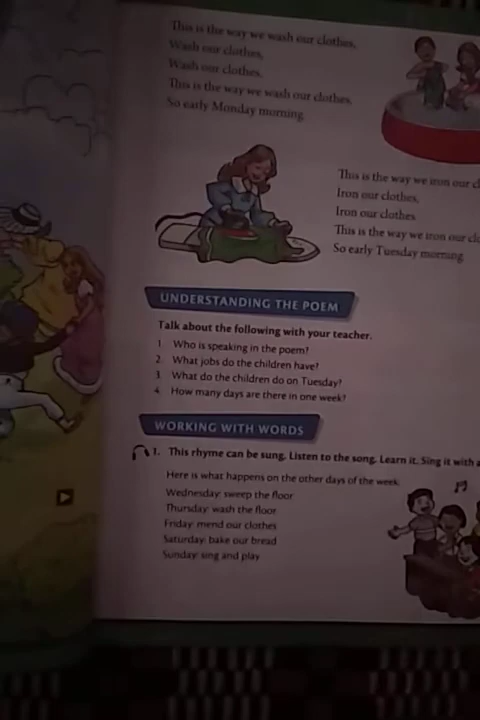 This is the way we wash our clothes,
Wash our clothes,
Wash our clothes,
This is the way we wash our clothes,
So early Monday morning.
This is the way we iron our
Iron our clothes,
Iron our clothes
This is the way we iron our
So early Tuesday morning.
UNDERSTANDING THE POEM
Talk about the following with your teacher.
1. Who is speaking in the poem?
2. What jobs do the children have?
3. What do the children do on Tuesday?
4. How many days are there in one week?
WORKING WITH WORDS
1. This rhyme can be sung. Listen to the song. Learn it. Sing it with
Here is what happens on the other days of the week.
Wednesday: sweep the floor
Thursday: wash the floor
Friday: mend our clothes
Saturday: bake our bread
Sunday: sing and play